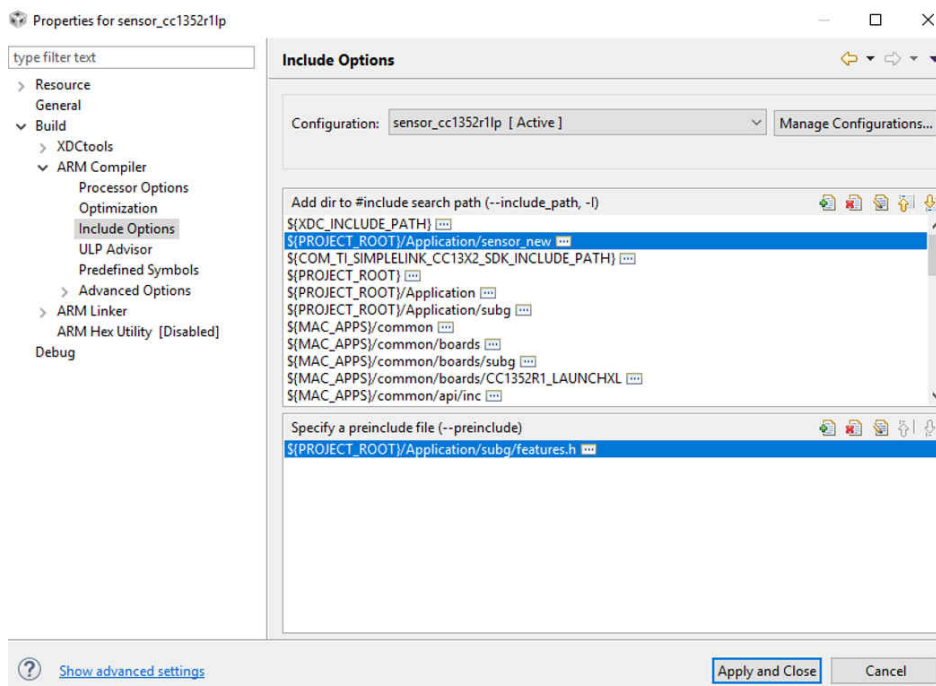 Properties for sensor_cc1352r1lp
type filter text
Include Options
Resource
General
Build
XDCtools
ARM Compiler
Processor Options
Optimization
Include Options
ULP Advisor
Predefined Symbols
Advanced Options
ARM Linker
ARM Hex Utility [Disabled]
Debug
Configuration: sensor_cc1352r1lp [ Active ] Manage Configurations...
Add dir to #include search path (--include_path, -I)
${XDC_INCLUDE_PATH}
${PROJECT_ROOT}/Application/sensor_new
${COM_TI_SIMPLELINK_CC13X2_SDK_INCLUDE_PATH}
${PROJECT_ROOT}
${PROJECT_ROOT}/Application
${PROJECT_ROOT}/Application/subg
${MAC_APPS}/common
${MAC_APPS}/common/boards
${MAC_APPS}/common/boards/subg
${MAC_APPS}/common/boards/CC1352R1_LAUNCHXL
${MAC_APPS}/common/api/inc
Specify a preinclude file (--preinclude)
${PROJECT_ROOT}/Application/subg/features.h
Show advanced settings
Apply and Close Cancel